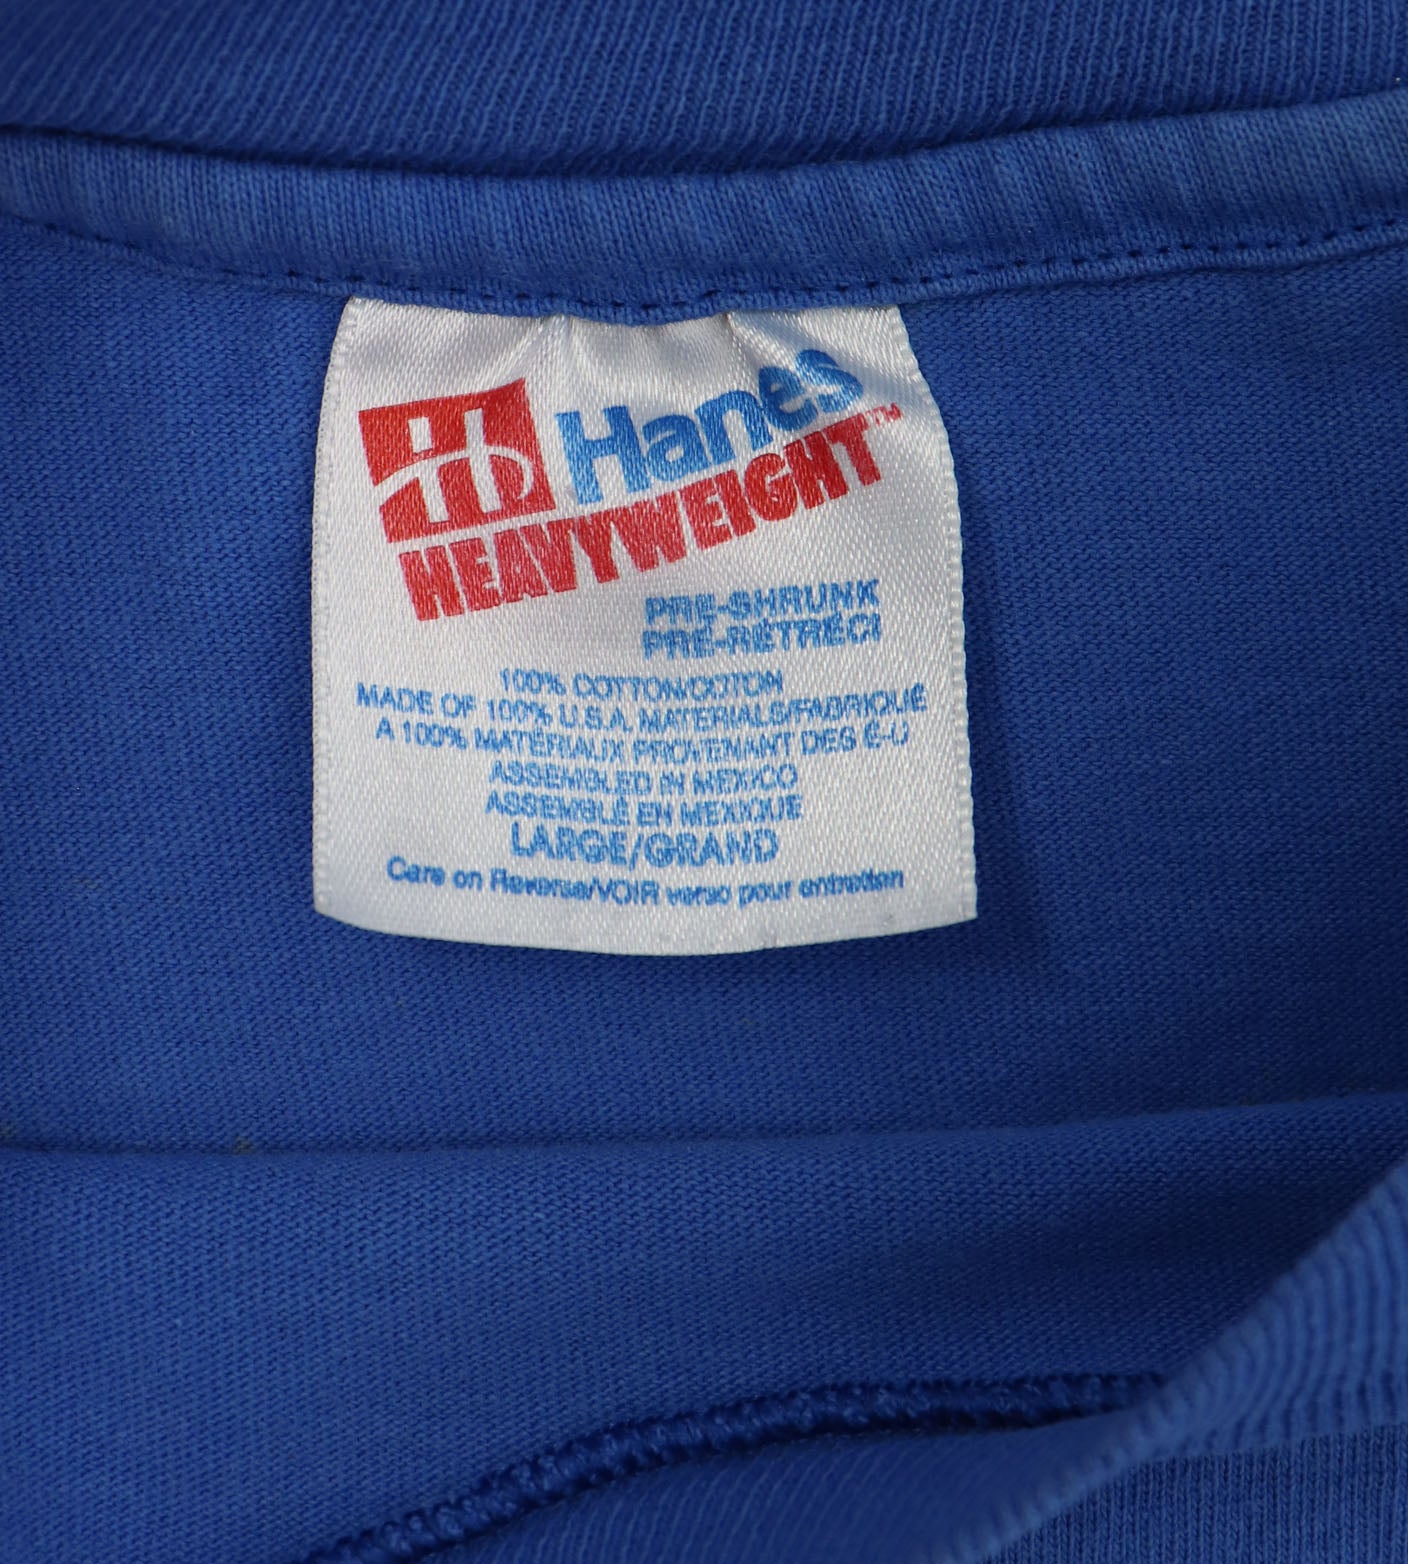 Hanes
HEAVYWEIGHT™
PRE-SHRUNK
PRÉ-RÉTRÉCI
100% COTTON/COTON
MADE OF 100% U.S.A. MATERIALS/FABRIQUÉ
A 100% MATÉRIAUX PROVENANT DES É-U
ASSEMBLED IN MEXICO
ASSEMBLÉ EN MEXIQUE
LARGE/GRAND
Care on Reverse/VOIR verso pour entretien